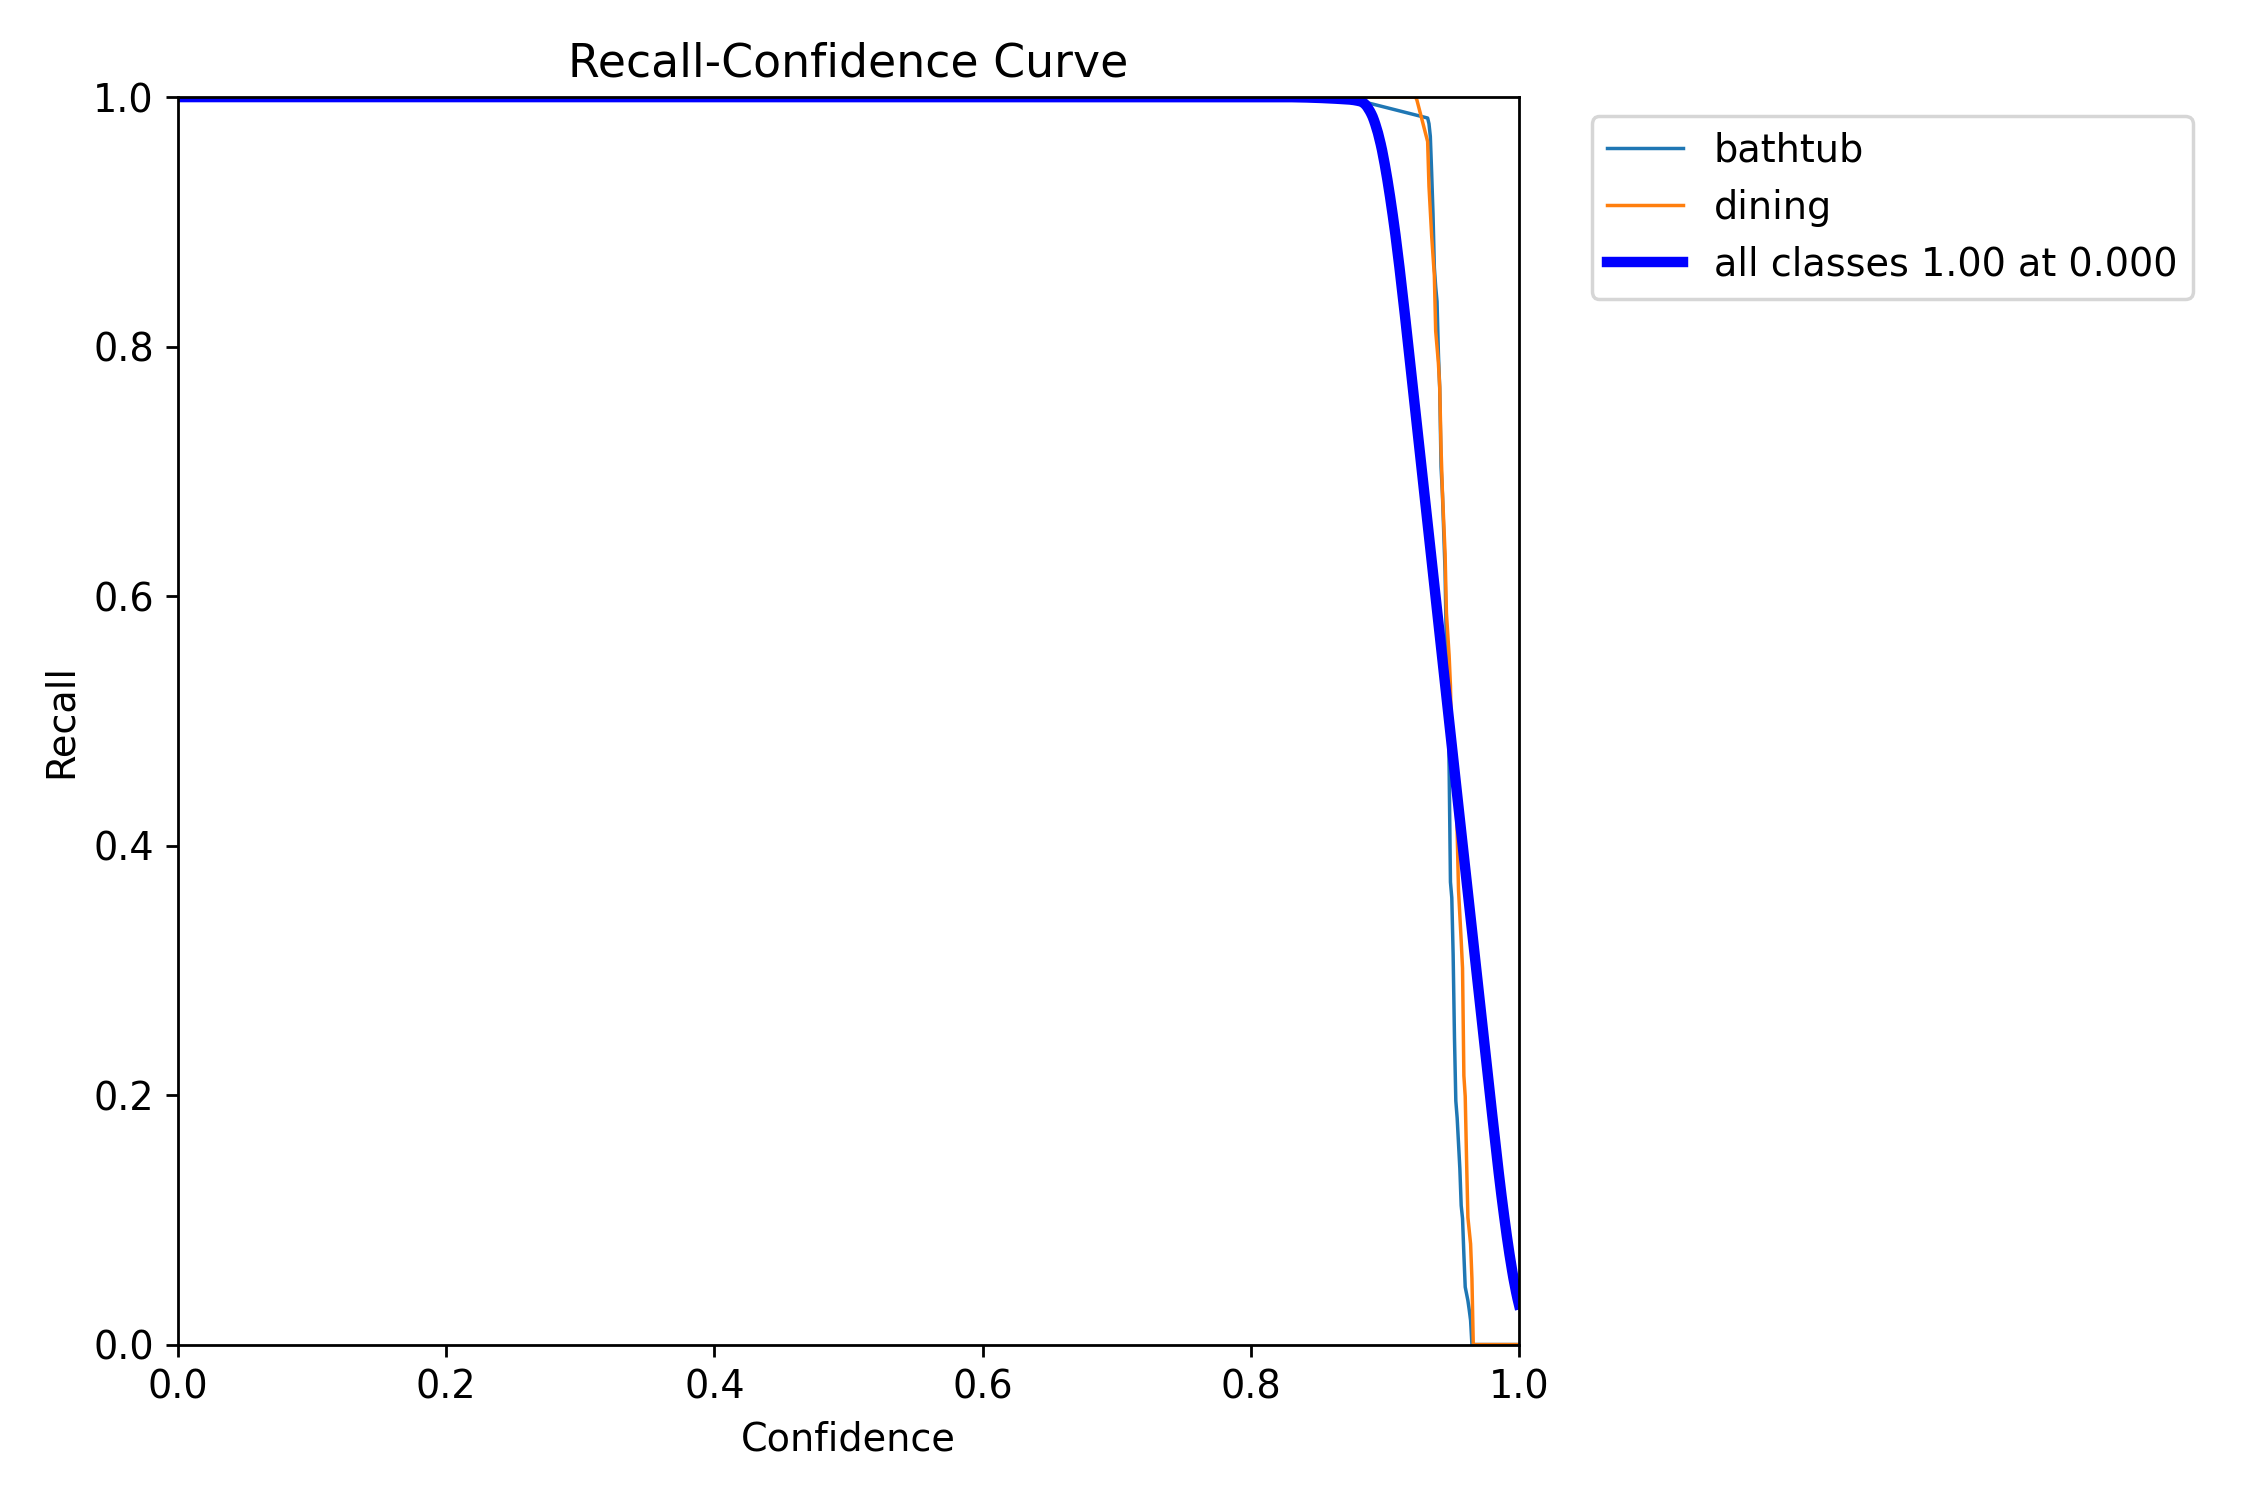 Recall-Confidence Curve
1.0
0.8
0.6
0.4
0.2
0.0
Recall
0.0 0.2 0.4 0.6 0.8 1.0
Confidence
bathtub
dining
all classes 1.00 at 0.000